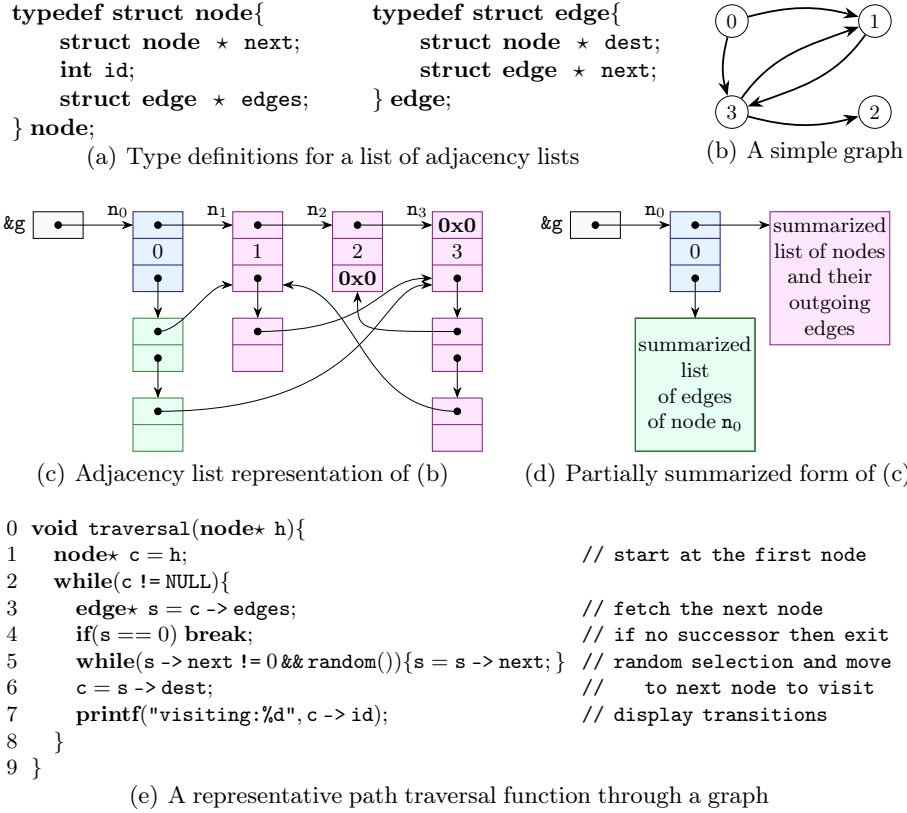 typedef struct node{
struct node ⋆ next;
int id;
struct edge ⋆ edges;
} node;
typedef struct edge{
struct node ⋆ dest;
struct edge ⋆ next;
} edge;
(a) Type definitions for a list of adjacency lists
0
1
3
2
(b) A simple graph
&g
n0
n1
n2
n3
0x0
0
1
2
3
0x0
(c) Adjacency list representation of (b)
&g
n0
0
summarized
list of nodes
and their
outgoing
edges
summarized
list
of edges
of node n0
(d) Partially summarized form of (c)
0 void traversal(node⋆ h){
1 node⋆ c = h; // start at the first node
2 while(c != NULL){
3 edge⋆ s = c -> edges; // fetch the next node
4 if(s == 0) break; // if no successor then exit
5 while(s -> next != 0 && random()){s = s -> next; } // random selection and move
6 c = s -> dest; // to next node to visit
7 printf("visiting:%d", c -> id); // display transitions
8 }
9 }
(e) A representative path traversal function through a graph